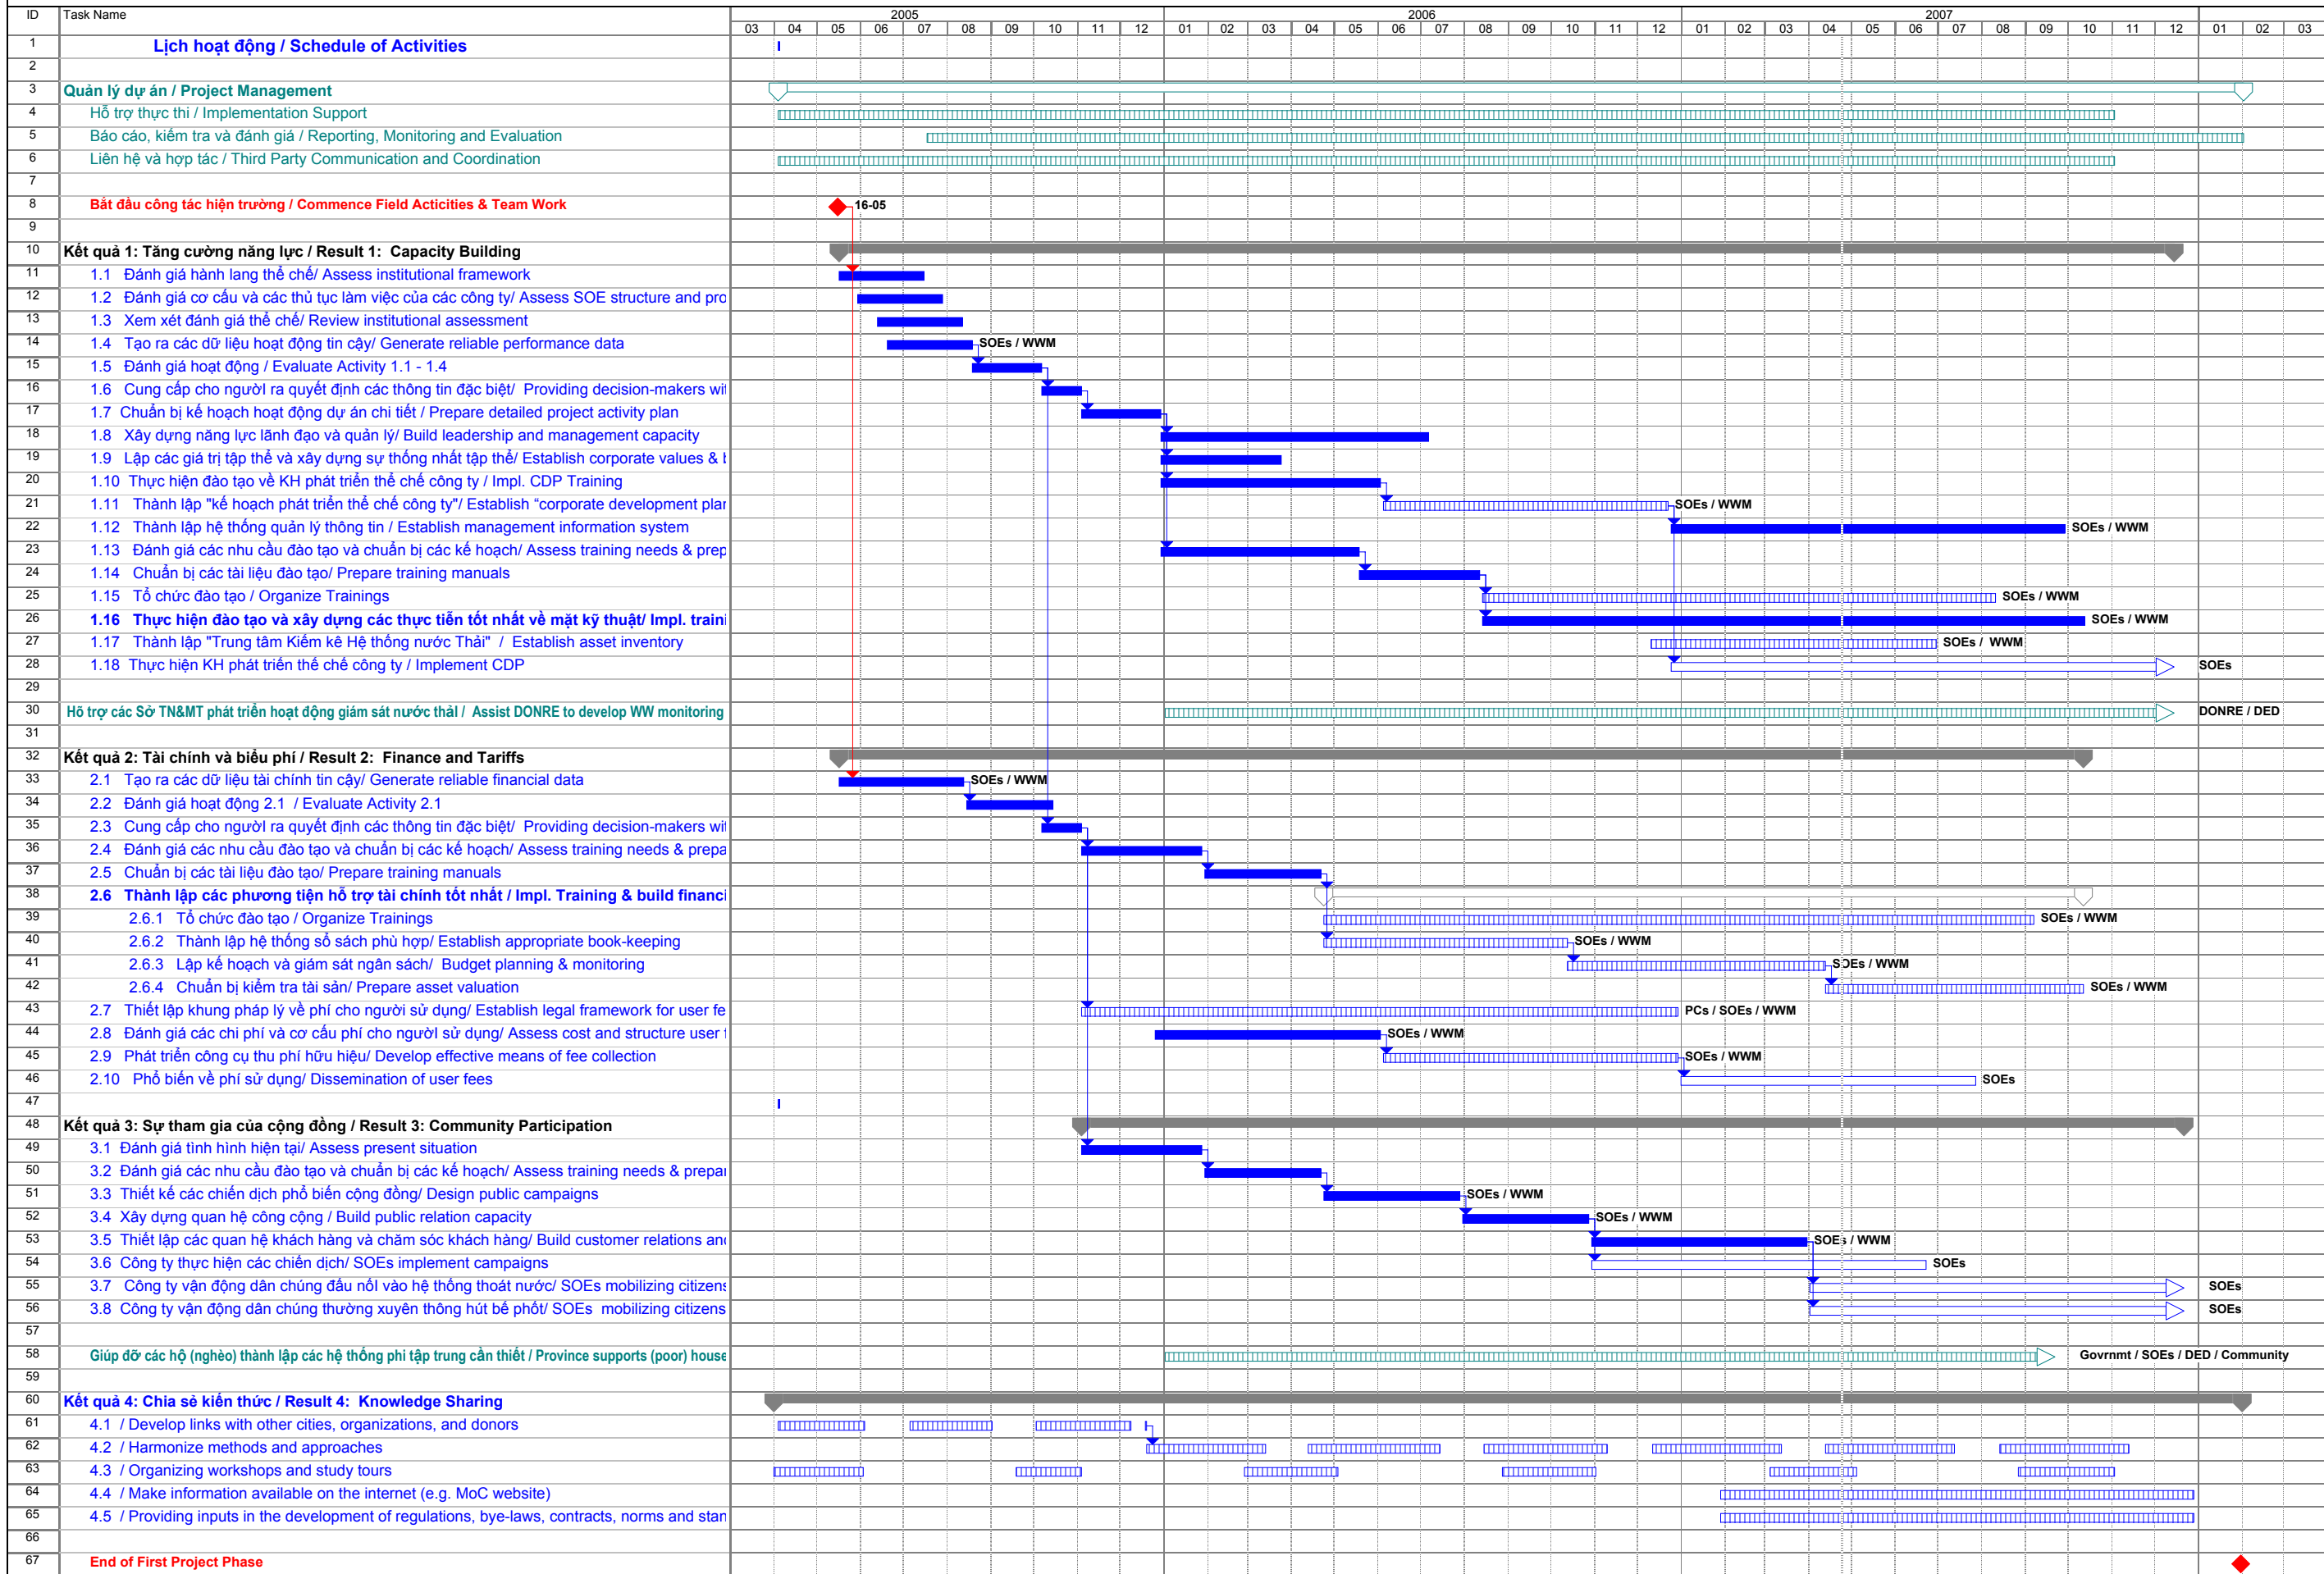 ID Task Name 2005 2006 2007
03 04 05 06 07 08 09 10 11 12 01 02 03 04 05 06 07 08 09 10 11 12 01 02 03 04 05 06 07 08 09 10 11 12 01 02 03
1 Lịch hoạt động / Schedule of Activities
2
3 Quản lý dự án / Project Management
4 Hỗ trợ thực thi / Implementation Support
5 Báo cáo, kiểm tra và đánh giá / Reporting, Monitoring and Evaluation
6 Liên hệ và hợp tác / Third Party Communication and Coordination
7
8 Bắt đầu công tác hiện trường / Commence Field Acticities & Team Work 16-05
9
10 Kết quả 1: Tăng cường năng lực / Result 1: Capacity Building
11 1.1 Đánh giá hành lang thể chế/ Assess institutional framework
12 1.2 Đánh giá cơ cấu và các thủ tục làm việc của các công ty/ Assess SOE structure and pro
13 1.3 Xem xét đánh giá thể chế/ Review institutional assessment
14 1.4 Tạo ra các dữ liệu hoạt động tin cậy/ Generate reliable performance data SOEs / WWM
15 1.5 Đánh giá hoạt động / Evaluate Activity 1.1 - 1.4
16 1.6 Cung cấp cho ngườI ra quyết định các thông tin đặc biệt/ Providing decision-makers wit
17 1.7 Chuẩn bị kế hoạch hoạt động dự án chi tiết / Prepare detailed project activity plan
18 1.8 Xây dựng năng lực lãnh đạo và quản lý/ Build leadership and management capacity
19 1.9 Lập các giá trị tập thể và xây dựng sự thống nhất tập thể/ Establish corporate values & b
20 1.10 Thực hiện đào tạo về KH phát triển thể chế công ty / Impl. CDP Training
21 1.11 Thành lập "kế hoạch phát triển thể chế công ty"/ Establish “corporate development plan SOEs / WWM
22 1.12 Thành lập hệ thống quản lý thông tin / Establish management information system SOEs / WWM
23 1.13 Đánh giá các nhu cầu đào tạo và chuẩn bị các kế hoạch/ Assess training needs & prep
24 1.14 Chuẩn bị các tài liệu đào tạo/ Prepare training manuals
25 1.15 Tổ chức đào tạo / Organize Trainings SOEs / WWM
26 1.16 Thực hiện đào tạo và xây dựng các thực tiễn tốt nhất về mặt kỹ thuật/ Impl. traini SOEs / WWM
27 1.17 Thành lập "Trung tâm Kiểm kê Hệ thống nước Thải" / Establish asset inventory SOEs / WWM
28 1.18 Thực hiện KH phát triển thể chế công ty / Implement CDP SOEs
29
30 Hỗ trợ các Sở TN&MT phát triển hoạt động giám sát nước thải / Assist DONRE to develop WW monitoring DONRE / DED
31
32 Kết quả 2: Tài chính và biểu phí / Result 2: Finance and Tariffs
33 2.1 Tạo ra các dữ liệu tài chính tin cậy/ Generate reliable financial data SOEs / WWM
34 2.2 Đánh giá hoạt động 2.1 / Evaluate Activity 2.1
35 2.3 Cung cấp cho ngườI ra quyết định các thông tin đặc biệt/ Providing decision-makers wit
36 2.4 Đánh giá các nhu cầu đào tạo và chuẩn bị các kế hoạch/ Assess training needs & prepa
37 2.5 Chuẩn bị các tài liệu đào tạo/ Prepare training manuals
38 2.6 Thành lập các phương tiện hỗ trợ tài chính tốt nhất / Impl. Training & build financi
39 2.6.1 Tổ chức đào tạo / Organize Trainings SOEs / WWM
40 2.6.2 Thành lập hệ thống sổ sách phù hợp/ Establish appropriate book-keeping SOEs / WWM
41 2.6.3 Lập kế hoạch và giám sát ngân sách/ Budget planning & monitoring SOEs / WWM
42 2.6.4 Chuẩn bị kiểm tra tài sản/ Prepare asset valuation SOEs / WWM
43 2.7 Thiết lập khung pháp lý về phí cho người sử dụng/ Establish legal framework for user fe PCs / SOEs / WWM
44 2.8 Đánh giá các chi phí và cơ cấu phí cho ngườI sử dụng/ Assess cost and structure user f SOEs / WWM
45 2.9 Phát triển công cụ thu phí hữu hiệu/ Develop effective means of fee collection SOEs / WWM
46 2.10 Phổ biến về phí sử dụng/ Dissemination of user fees SOEs
47
48 Kết quả 3: Sự tham gia của cộng đồng / Result 3: Community Participation
49 3.1 Đánh giá tình hình hiện tại/ Assess present situation
50 3.2 Đánh giá các nhu cầu đào tạo và chuẩn bị các kế hoạch/ Assess training needs & prepar
51 3.3 Thiết kế các chiến dịch phổ biến cộng đồng/ Design public campaigns SOEs / WWM
52 3.4 Xây dựng quan hệ công cộng / Build public relation capacity SOEs / WWM
53 3.5 Thiết lập các quan hệ khách hàng và chăm sóc khách hàng/ Build customer relations and SOEs / WWM
54 3.6 Công ty thực hiện các chiến dịch/ SOEs implement campaigns SOEs
55 3.7 Công ty vận động dân chúng đấu nốI vào hệ thống thoát nước/ SOEs mobilizing citizens SOEs
56 3.8 Công ty vận động dân chúng thường xuyên thông hút bể phốt/ SOEs mobilizing citizens SOEs
57
58 Giúp đỡ các hộ (nghèo) thành lập các hệ thống phi tập trung cần thiết / Province supports (poor) house Govrnmt / SOEs / DED / Community
59
60 Kết quả 4: Chia sẻ kiến thức / Result 4: Knowledge Sharing
61 4.1 / Develop links with other cities, organizations, and donors
62 4.2 / Harmonize methods and approaches
63 4.3 / Organizing workshops and study tours
64 4.4 / Make information available on the internet (e.g. MoC website)
65 4.5 / Providing inputs in the development of regulations, bye-laws, contracts, norms and stan
66
67 End of First Project Phase